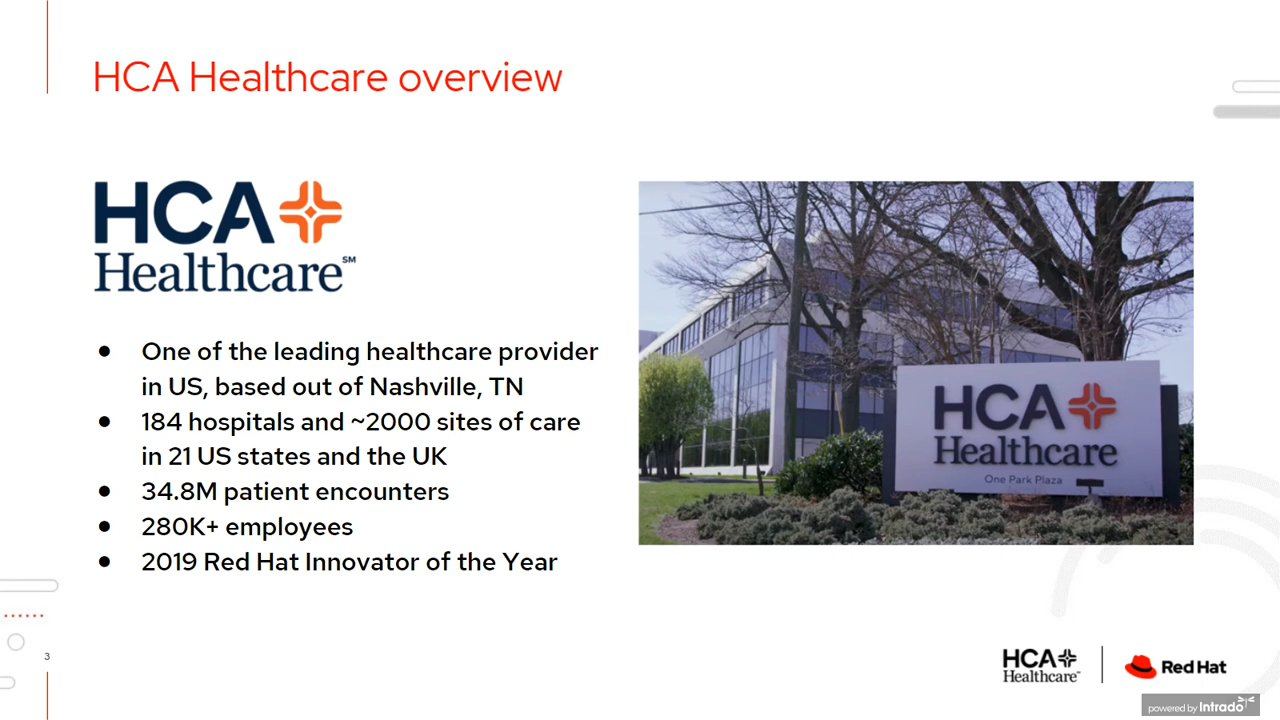 HCA Healthcare overview
HCA
Healthcare℠
● One of the leading healthcare provider
in US, based out of Nashville, TN
● 184 hospitals and ~2000 sites of care
in 21 US states and the UK
● 34.8M patient encounters
● 280K+ employees
● 2019 Red Hat Innovator of the Year
HCA
Healthcare
One Park Plaza
3
HCA
Healthcare
Red Hat
powered by Intrado